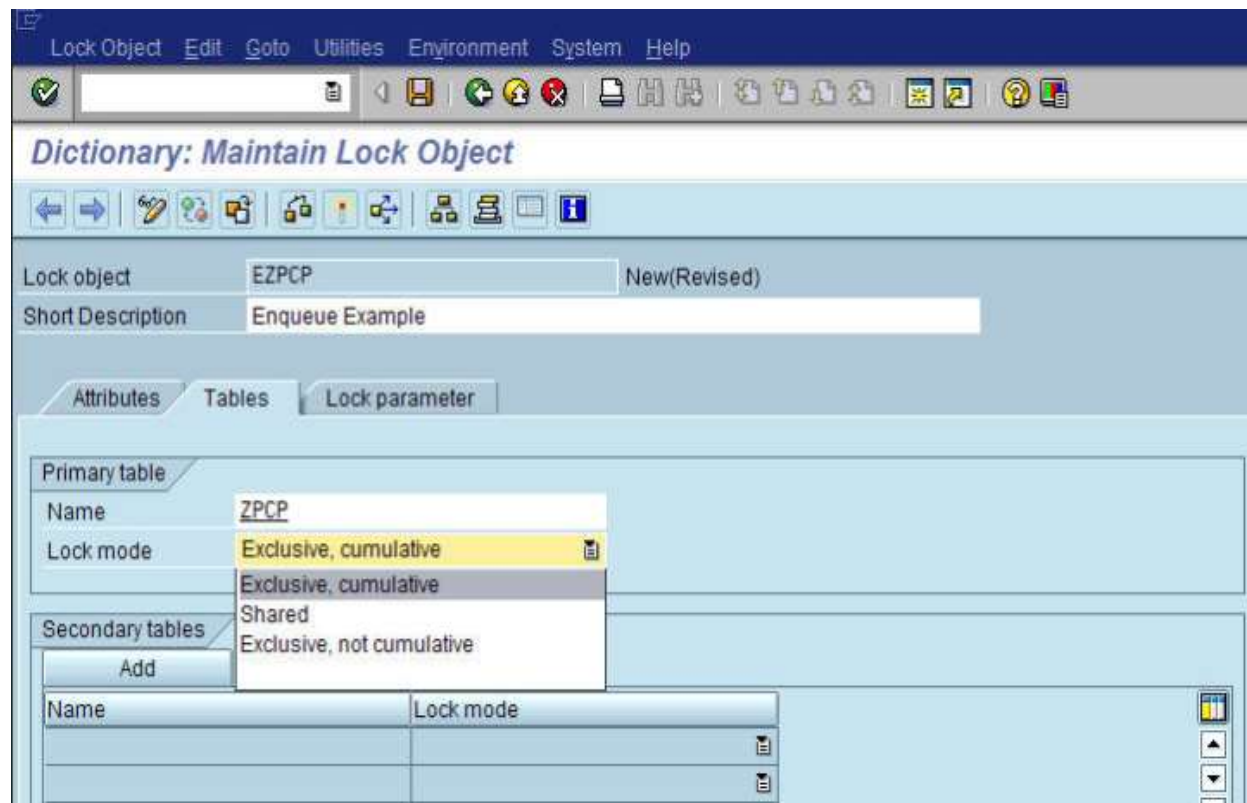 Lock Object Edit Goto Utilities Environment System Help
Dictionary: Maintain Lock Object
Lock object EZPCP New(Revised)
Short Description Enqueue Example
Attributes Tables Lock parameter
Primary table
Name ZPCP
Lock mode Exclusive, cumulative
Exclusive, cumulative
Shared
Exclusive, not cumulative
Secondary tables
Add
Name Lock mode